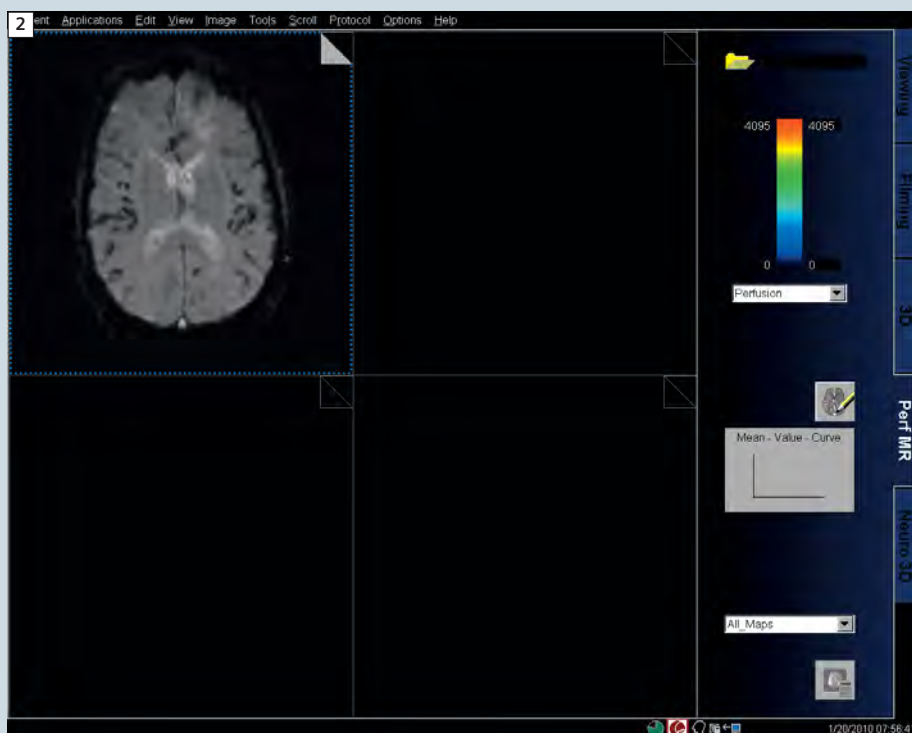 2
ent Applications Edit View Image Tools Scroll Protocol Options Help
Viewing
Filming
3D
Perf MR
Neuro 3D
4095 4095
0 0
Perfusion
Mean - Value - Curve
All_Maps
1/20/2010 07:56:4